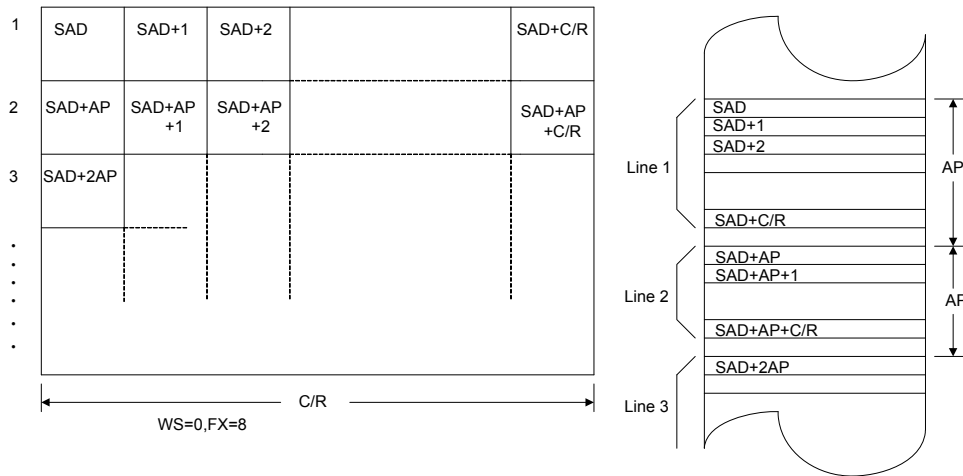 1 SAD SAD+1 SAD+2 SAD+C/R
2 SAD+AP SAD+AP +1 SAD+AP +2 SAD+AP +C/R
3 SAD+2AP
C/R
WS=0,FX=8
Line 1
SAD
SAD+1
SAD+2
SAD+C/R
AP
Line 2
SAD+AP
SAD+AP+1
SAD+AP+C/R
AP
Line 3
SAD+2AP